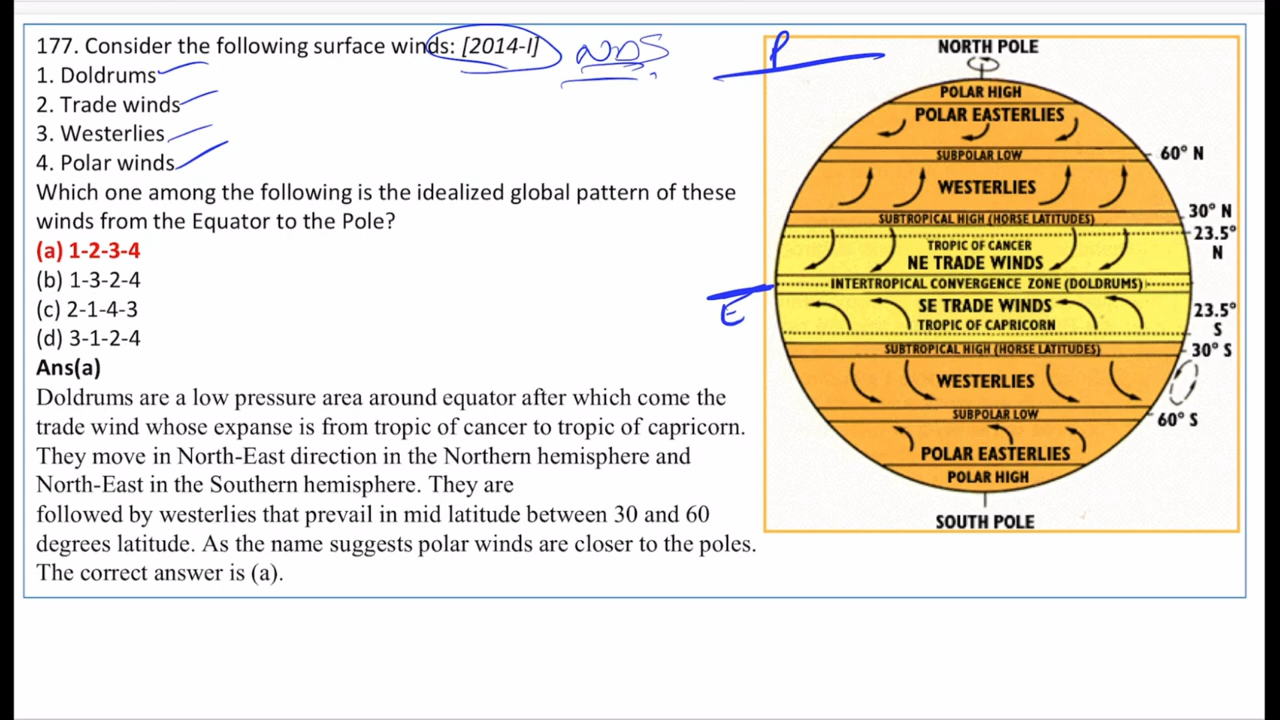 177. Consider the following surface winds: [2014-I] NDS
1. Doldrums
2. Trade winds
3. Westerlies
4. Polar winds
Which one among the following is the idealized global pattern of these
winds from the Equator to the Pole?
(a) 1-2-3-4
(b) 1-3-2-4
(c) 2-1-4-3
(d) 3-1-2-4
Ans(a)
Doldrums are a low pressure area around equator after which come the
trade wind whose expanse is from tropic of cancer to tropic of capricorn.
They move in North-East direction in the Northern hemisphere and
North-East in the Southern hemisphere. They are
followed by westerlies that prevail in mid latitude between 30 and 60
degrees latitude. As the name suggests polar winds are closer to the poles.
The correct answer is (a).
P
E
NORTH POLE
POLAR HIGH
POLAR EASTERLIES
SUBPOLAR LOW
60° N
WESTERLIES
30° N
SUBTROPICAL HIGH (HORSE LATITUDES)
23.5°
N
TROPIC OF CANCER
NE TRADE WINDS
INTERTROPICAL CONVERGENCE ZONE (DOLDRUMS)
SE TRADE WINDS
23.5°
S
TROPIC OF CAPRICORN
SUBTROPICAL HIGH (HORSE LATITUDES)
30° S
WESTERLIES
SUBPOLAR LOW
60° S
POLAR EASTERLIES
POLAR HIGH
SOUTH POLE